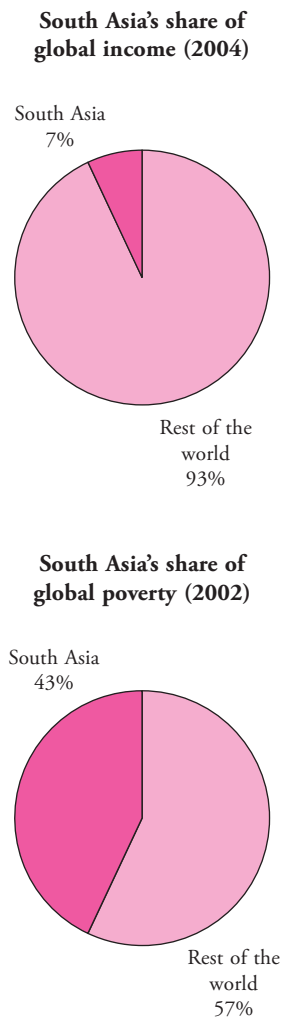 South Asia's share of
global income (2004)
South Asia
7%
Rest of the
world
93%
South Asia's share of
global poverty (2002)
South Asia
43%
Rest of the
world
57%